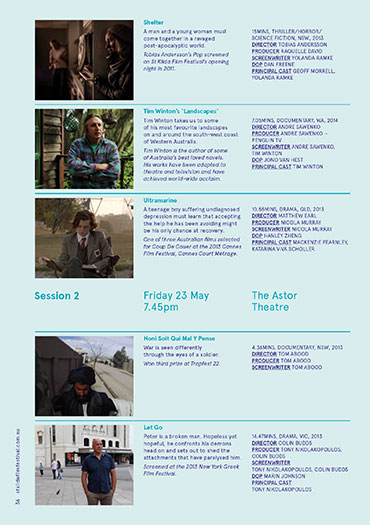 Shelter
A man and a young woman must
come together in a ravaged
post-apocalyptic world.
Tobias Andersson's Pop screened
on St Kilda Film Festival's opening
night in 2011.
15MINS, THRILLER/HORROR/
SCIENCE FICTION, NSW, 2013
DIRECTOR TOBIAS ANDERSSON
PRODUCER RAQUELLE DAVID
SCREENWRITER YOLANDA RAMKE
DOP DAN FREENE
PRINCIPAL CAST GEOFF MORRELL,
YOLANDA RAMKE
Tim Winton's 'Landscapes'
Tim Winton takes us to some
of his most favourite landscapes
on and around the south-west coast
of Western Australia.
Tim Winton is the author of some
of Australia's best loved novels.
His works have been adapted to
theatre and television and have
achieved world-wide acclaim.
7.05MINS, DOCUMENTARY, WA, 2014
DIRECTOR ANDRE SAWENKO
PRODUCER ANDRE SAWENKO –
PENGUIN TV
SCREENWRITER ANDRE SAWENKO,
TIM WINTON
DOP JONO VAN HEST
PRINCIPAL CAST TIM WINTON
Ultramarine
A teenage boy suffering undiagnosed
depression must learn that accepting
the help he has been avoiding might
be his only chance at recovery.
One of three Australian films selected
for Coup De Coeur at the 2013 Cannes
Film Festival, Cannes Court Métrage.
DRAMA, QLD, 2013
DIRECTOR MATTHEW EARL
PRODUCER NICOLA MURRAY
SCREENWRITER NICOLA MURRAY
DOP HANLEY ZHENG
PRINCIPAL CAST MACKENZIE FEARNLEY,
KATARINA VIVA SCHOLLER
Session 2
Friday 23 May
7.45pm
The Astor
Theatre
Honi Soit Qui Mal Y Pense
War is seen differently
through the eyes of a soldier.
Won third prize at Tropfest 22.
4.36MINS, DOCUMENTARY, NSW, 2013
DIRECTOR TOM ABOOD
PRODUCER TOM ABOOD
SCREENWRITER TOM ABOOD
Let Go
Peter is a broken man. Hopeless yet
hopeful, he confronts his demons
head on and sets out to shed the
attachments that have paralysed him.
Screened at the 2013 New York Greek
Film Festival.
14.47MINS, DRAMA, VIC, 2013
DIRECTOR COLIN BUDDS
PRODUCER TONY NIKOLAKOPOULOS,
COLIN BUDDS
SCREENWRITER
TONY NIKOLAKOPOULOS, COLIN BUDDS
DOP MARIN JOHNSON
PRINCIPAL CAST
TONY NIKOLAKOPOULOS
36 stkildafilmfestival.com.au